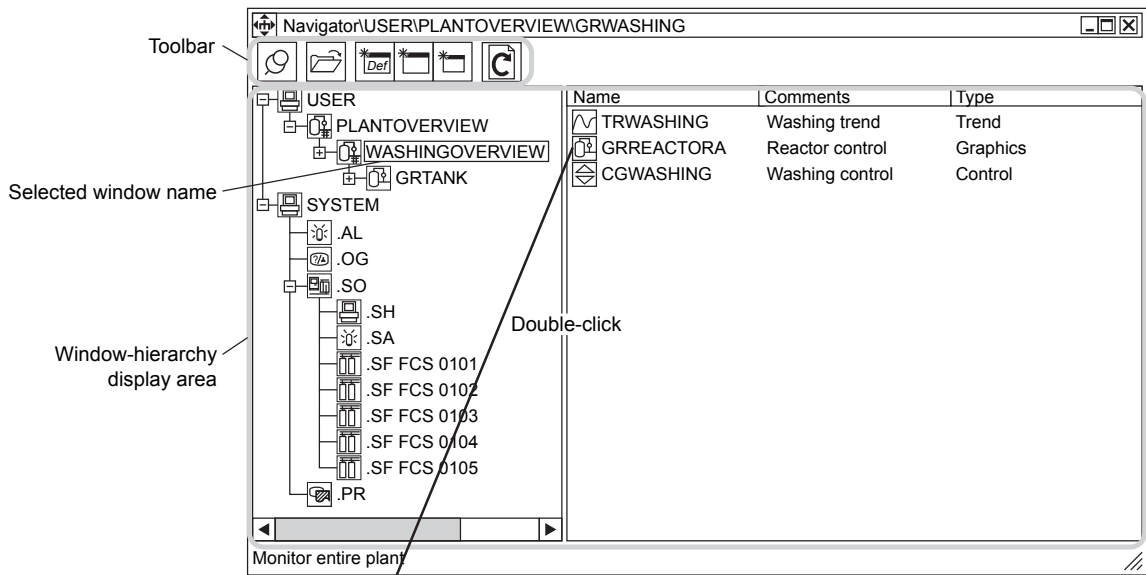 Navigator\USER\PLANTOVERVIEW\GRWASHING
Toolbar
Def
USER
PLANTOVERVIEW
WASHINGOVERVIEW
GRTANK
Selected window name
SYSTEM
.AL
?/▲ .OG
.SO
.SH
.SA
.SF FCS 0101
.SF FCS 0102
.SF FCS 0103
.SF FCS 0104
.SF FCS 0105
.PR
Window-hierarchy
display area
Name Comments Type
TRWASHING Washing trend Trend
GRREACTORA Reactor control Graphics
CGWASHING Washing control Control
Double-click
Monitor entire plant